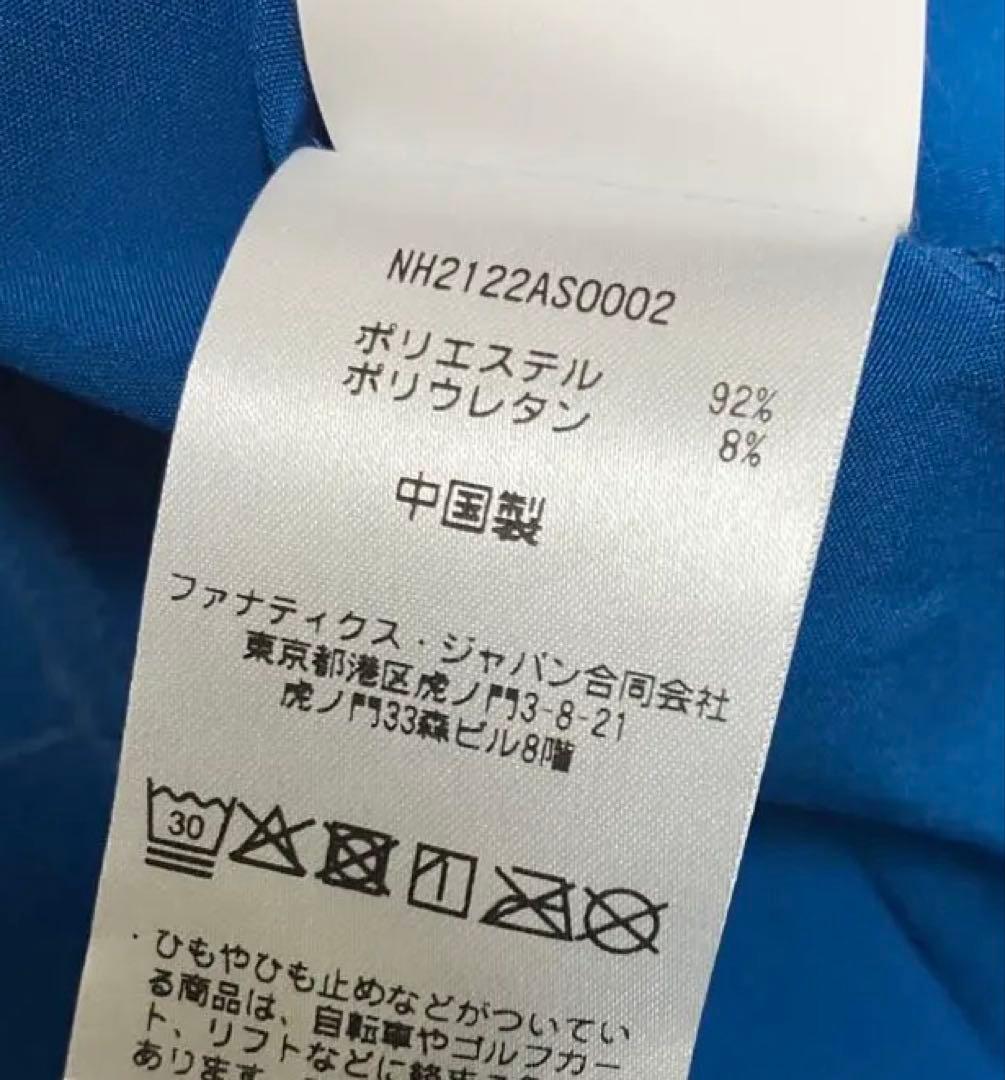 NH2122AS0002
ポリエステル 92%
ポリウレタン 8%
中国製
ファナティクス・ジャパン合同会社
東京都港区虎ノ門3-8-21
虎ノ門33森ビル8階
30
・ひもやひも止めなどがついてい
る商品は、自転車やゴルフカー
ト、リフトなどに
あります